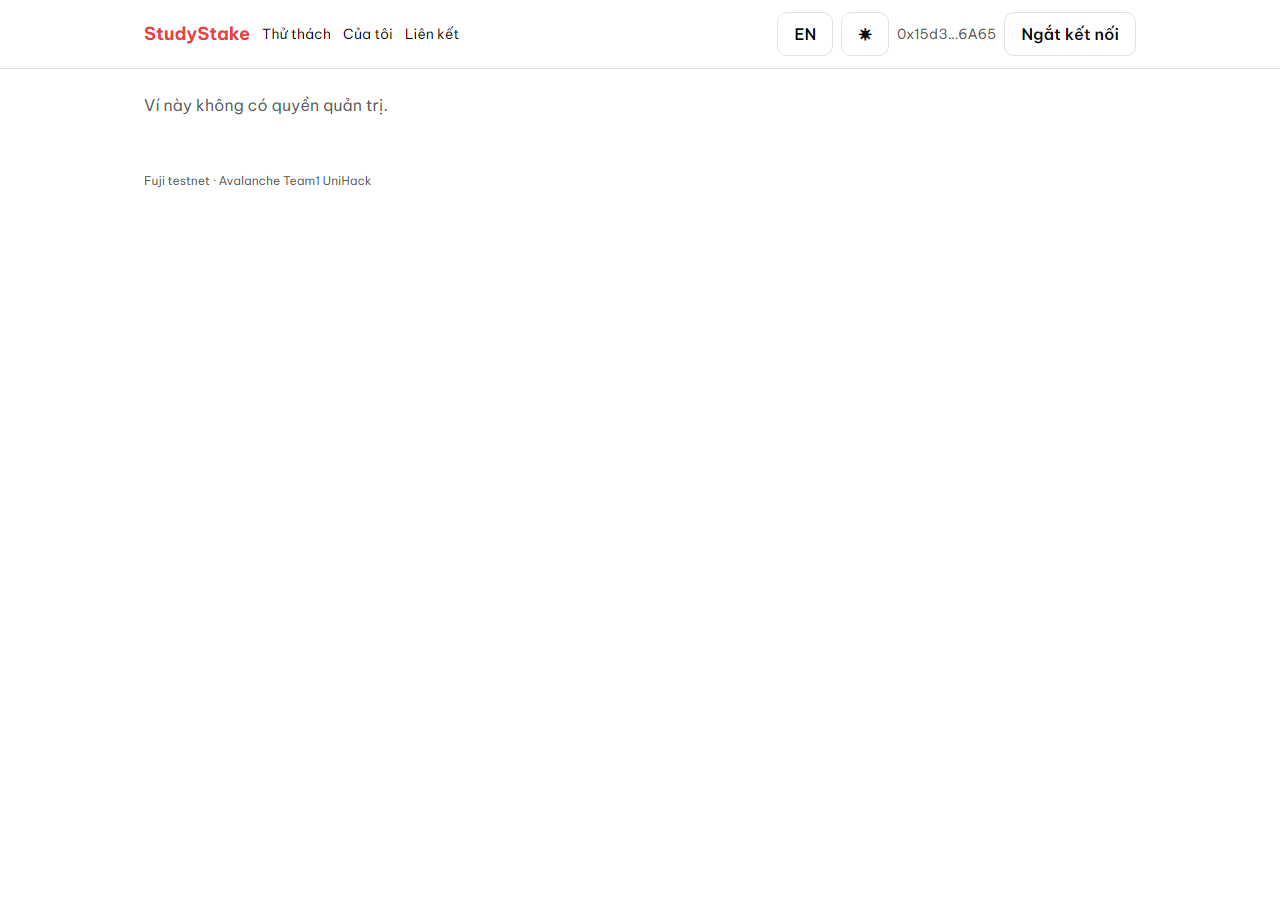 StudyStake Thử thách Của tôi Liên kết EN ☀ 0x15d3…6A65 Ngắt kết nối
Ví này không có quyền quản trị.
Fuji testnet · Avalanche Team1 UniHack